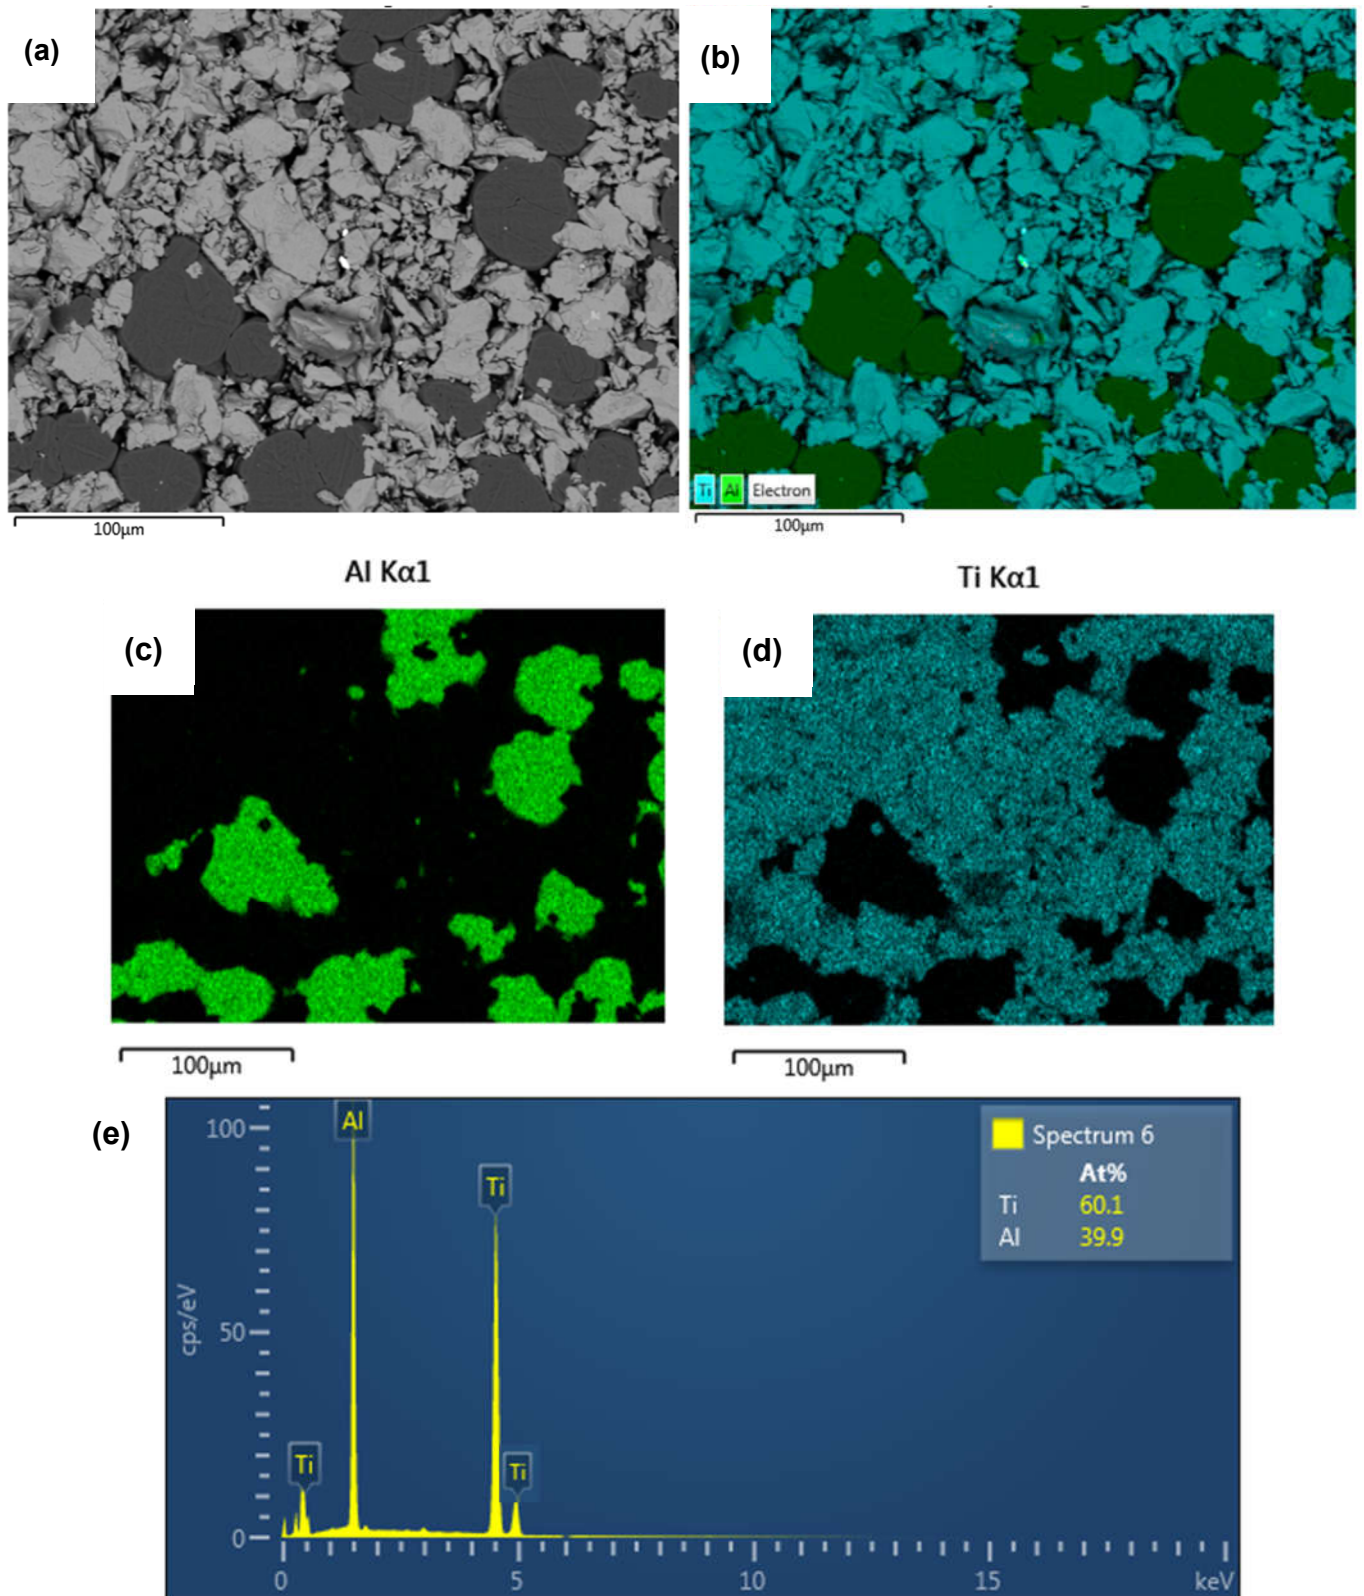 (a)
(b)
Ti Al Electron
100µm
100µm
Al Kα1
Ti Kα1
(c)
(d)
100µm
100µm
(e)
Al
Ti
Ti
Ti
Spectrum 6
At%
Ti 60.1
Al 39.9
100
50
0
cps/eV
0 5 10 15 keV